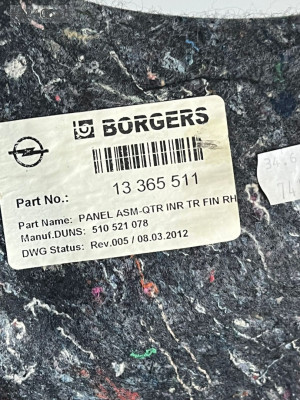 BORGERS
Part No.: 13 365 511
Part Name: PANEL ASM-QTR INR TR FIN RH
Manuf.DUNS: 510 521 078
DWG Status: Rev.005 / 08.03.2012